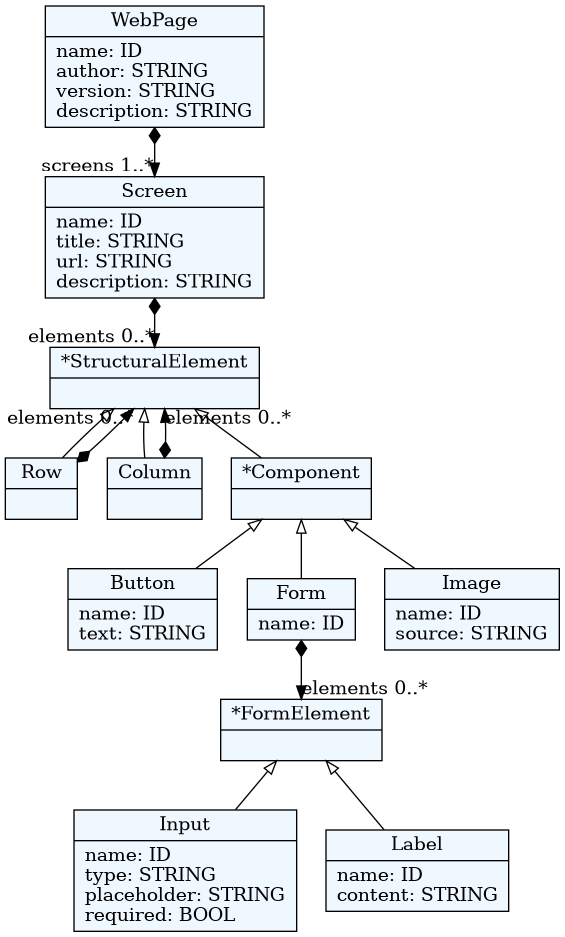 WebPage
name: ID
author: STRING
version: STRING
description: STRING
screens 1..*
Screen
name: ID
title: STRING
url: STRING
description: STRING
elements 0..*
*StructuralElement
elements 0..*
elements 0..*
Row
Column
*Component
Button
name: ID
text: STRING
Form
name: ID
Image
name: ID
source: STRING
elements 0..*
*FormElement
Input
name: ID
type: STRING
placeholder: STRING
required: BOOL
Label
name: ID
content: STRING